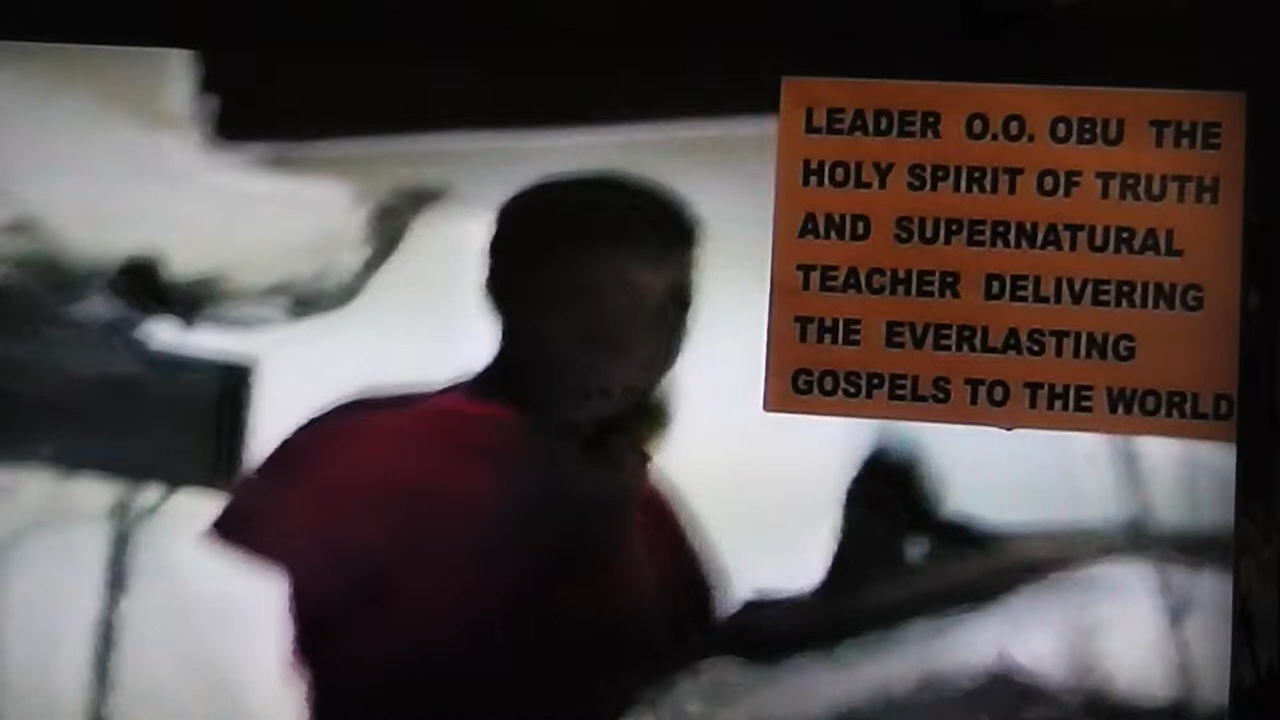 LEADER O.O. OBU THE
HOLY SPIRIT OF TRUTH
AND SUPERNATURAL
TEACHER DELIVERING
THE EVERLASTING
GOSPELS TO THE WORLD